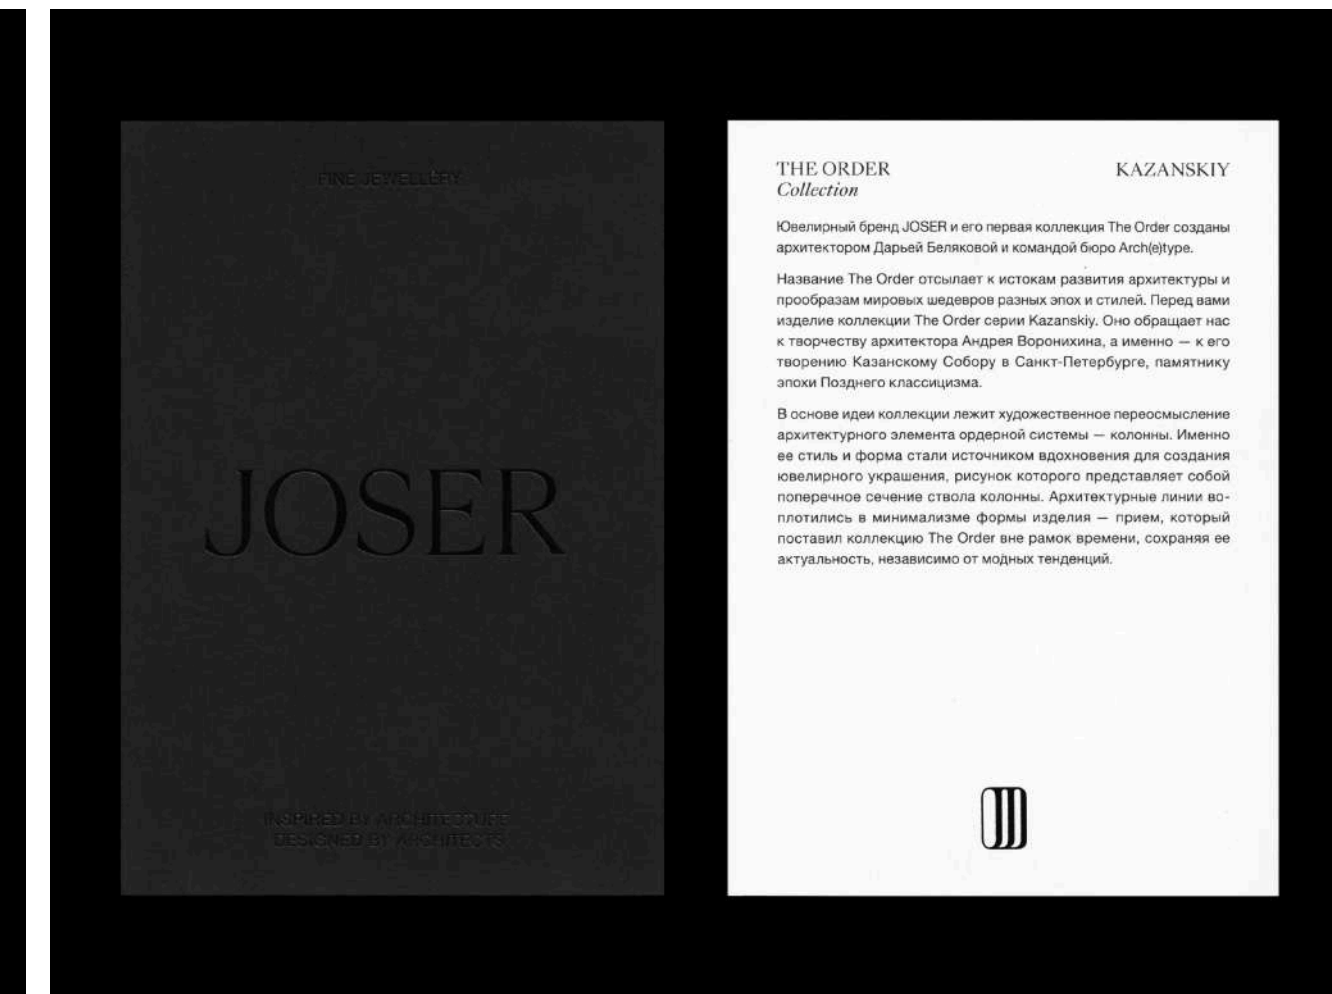 FINE JEWELLERY
JOSER
INSPIRED BY ARCHITECTURE
DESIGNED BY ARCHITECTS
THE ORDER
Collection
KAZANSKIY
Ювелирный бренд JOSER и его первая коллекция The Order созданы
архитектором Дарьей Беляковой и командой бюро Arch(e)type.
Название The Order отсылает к истокам развития архитектуры и
прообразам мировых шедевров разных эпох и стилей. Перед вами
изделие коллекции The Order серии Kazanskiy. Оно обращает нас
к творчеству архитектора Андрея Воронихина, а именно — к его
творению Казанскому Собору в Санкт-Петербурге, памятнику
эпохи Позднего классицизма.
В основе идеи коллекции лежит художественное переосмысление
архитектурного элемента ордерной системы — колонны. Именно
ее стиль и форма стали источником вдохновения для создания
ювелирного украшения, рисунок которого представляет собой
поперечное сечение ствола колонны. Архитектурные линии во-
плотились в минимализме формы изделия — прием, который
поставил коллекцию The Order вне рамок времени, сохраняя ее
актуальность, независимо от модных тенденций.